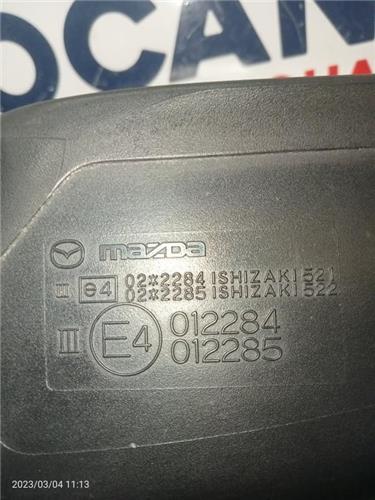 OCAN
mazda
III e4 02*2284 ISHIZAKI 521
02*2285 ISHIZAKI 522
III E4 012284
012285
2023/03/04 11:13